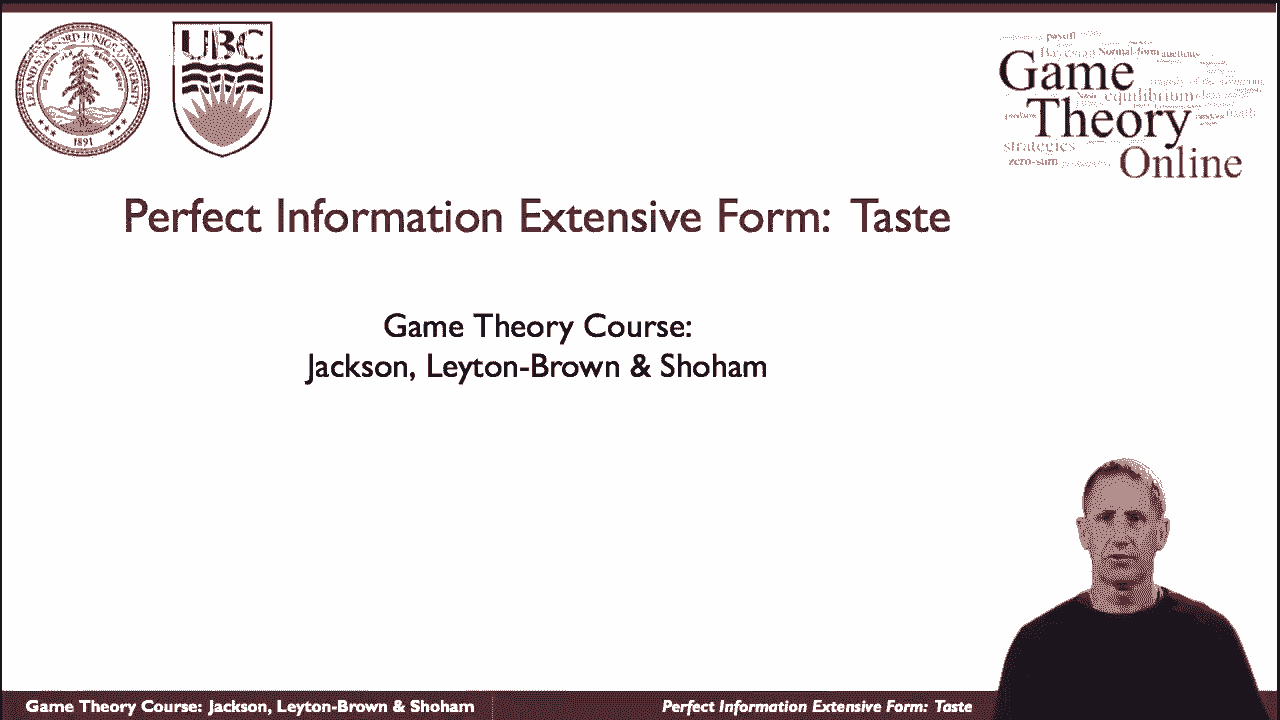 LELAND STANFORD JUNIOR UNIVERSITY
1891
UBC
payoff
Bayesian Normal-form auctions
Game
Nash equilibrium
Theory
strategies
zero-sum
Online
Perfect Information Extensive Form: Taste
Game Theory Course:
Jackson, Leyton-Brown & Shoham
Game Theory Course: Jackson, Leyton-Brown & Shoham
Perfect Information Extensive Form: Taste